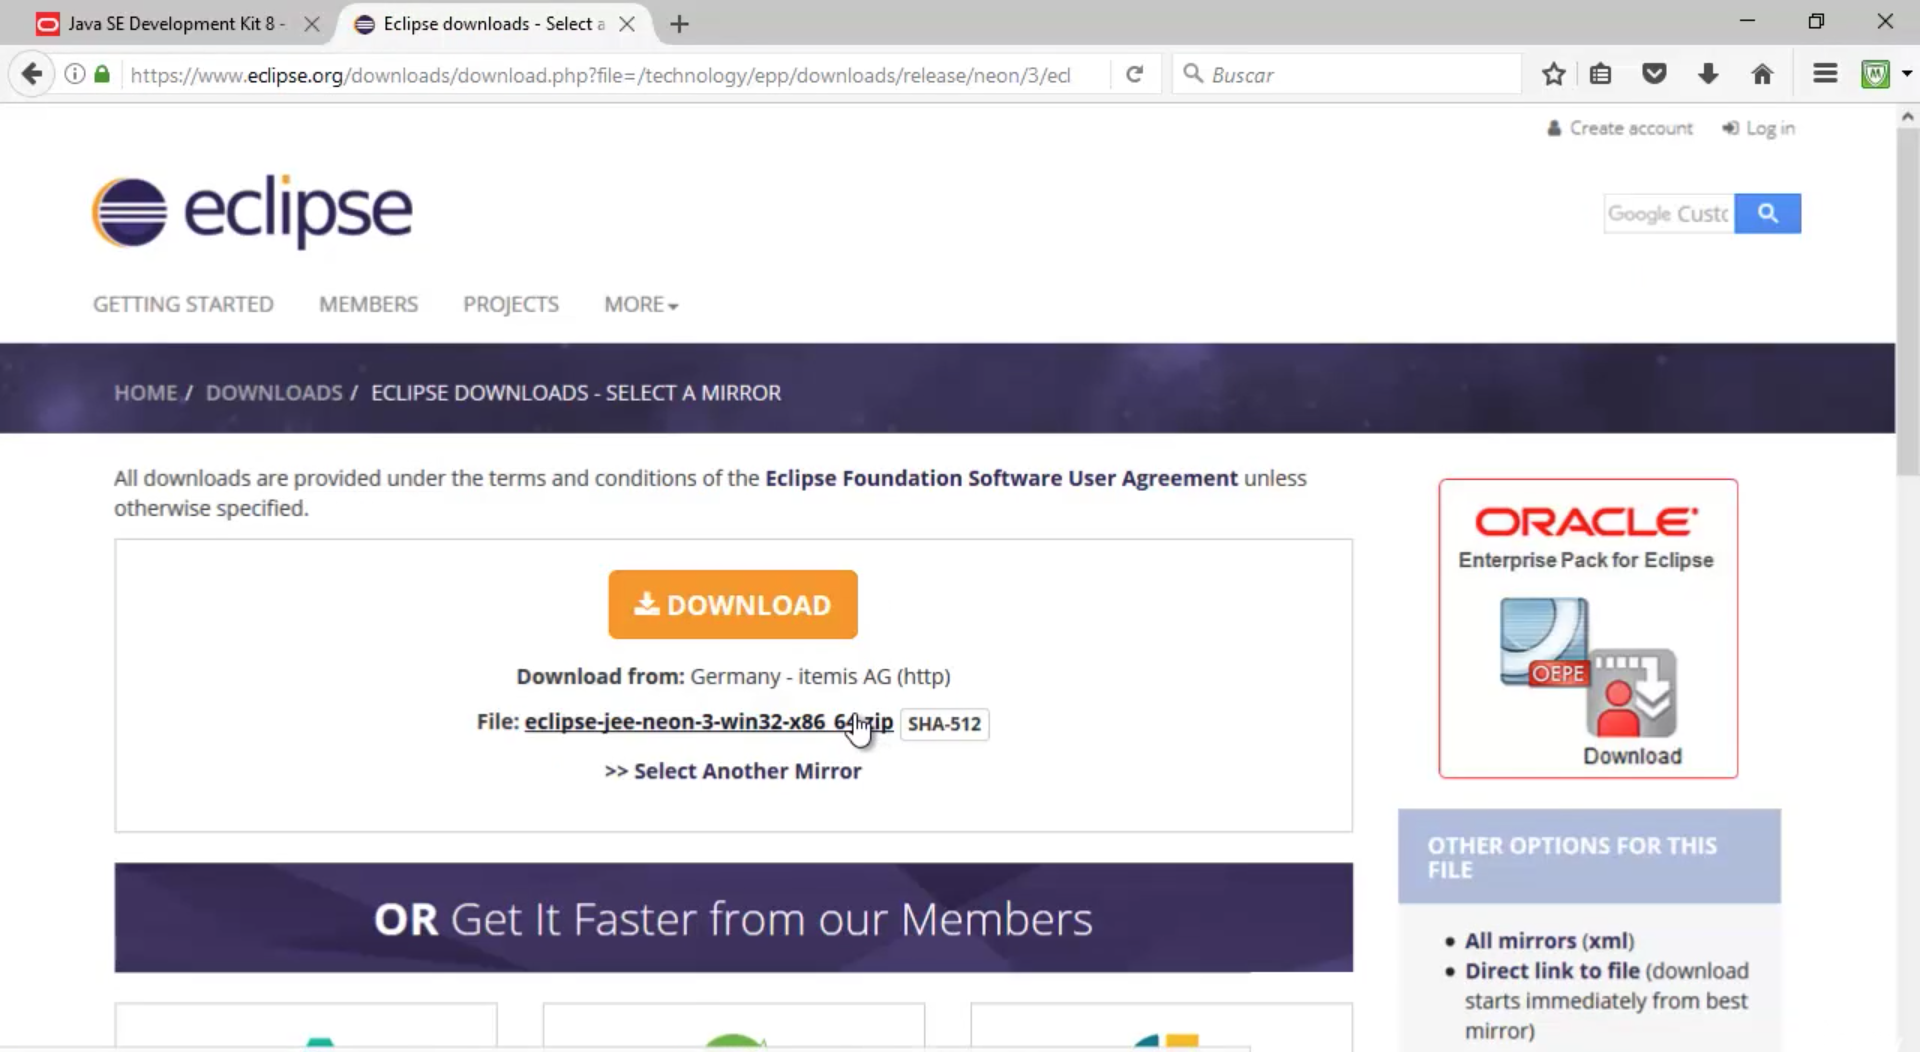 Java SE Development Kit 8 -
Eclipse downloads - Select a
https://www.eclipse.org/downloads/download.php?file=/technology/epp/downloads/release/neon/3/ecl
Buscar
Create account
Log in
eclipse
Google Custo
GETTING STARTED
MEMBERS
PROJECTS
MORE
HOME / DOWNLOADS / ECLIPSE DOWNLOADS - SELECT A MIRROR
All downloads are provided under the terms and conditions of the Eclipse Foundation Software User Agreement unless
otherwise specified.
DOWNLOAD
Download from: Germany - itemis AG (http)
File: eclipse-jee-neon-3-win32-x86_64.zip SHA-512
>> Select Another Mirror
OR Get It Faster from our Members
ORACLE
Enterprise Pack for Eclipse
OEPE
Download
OTHER OPTIONS FOR THIS
FILE
All mirrors (xml)
Direct link to file (download
starts immediately from best
mirror)